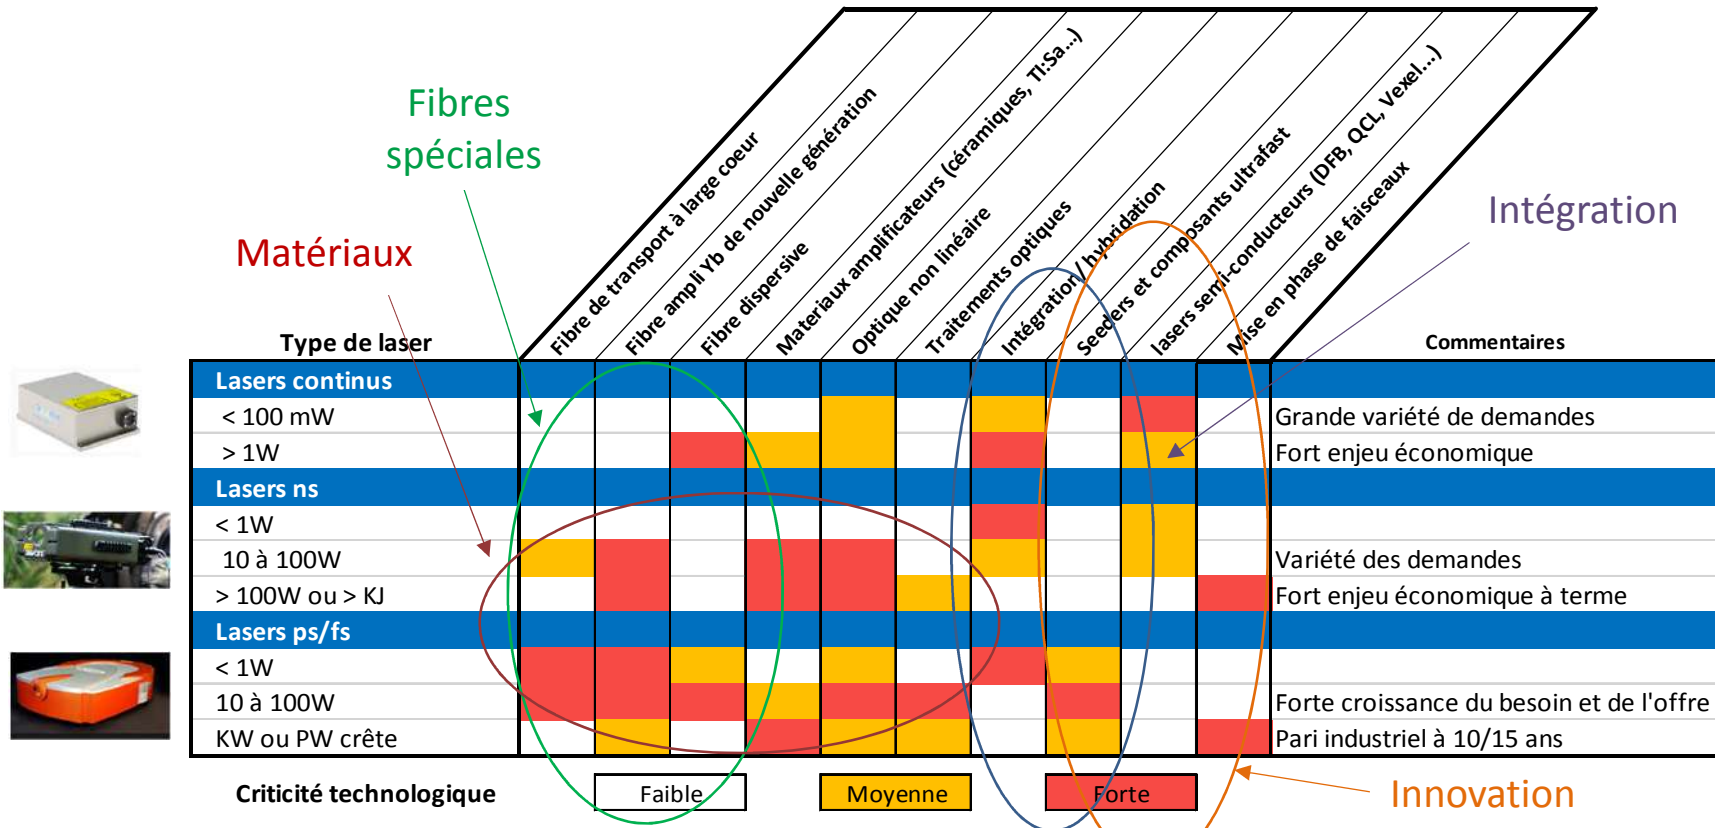 Fibres
spéciales
Matériaux
Intégration
Fibre de transport à large coeur
Fibre ampli Yb de nouvelle génération
Fibre dispersive
Materiaux amplificateurs (céramiques, TI:Sa...)
Optique non linéaire
Traitements optiques
Intégration/ hybridation
Seeders et composants ultrafast
lasers semi-conducteurs (DFB, QCL, Vexel...)
Mise en phase de faisceaux
Type de laser
Commentaires
Lasers continus
< 100 mW
Grande variété de demandes
> 1W
Fort enjeu économique
Lasers ns
< 1W
10 à 100W
Variété des demandes
> 100W ou > KJ
Fort enjeu économique à terme
Lasers ps/fs
< 1W
10 à 100W
Forte croissance du besoin et de l'offre
KW ou PW crête
Pari industriel à 10/15 ans
Criticité technologique
Faible
Moyenne
Forte
Innovation